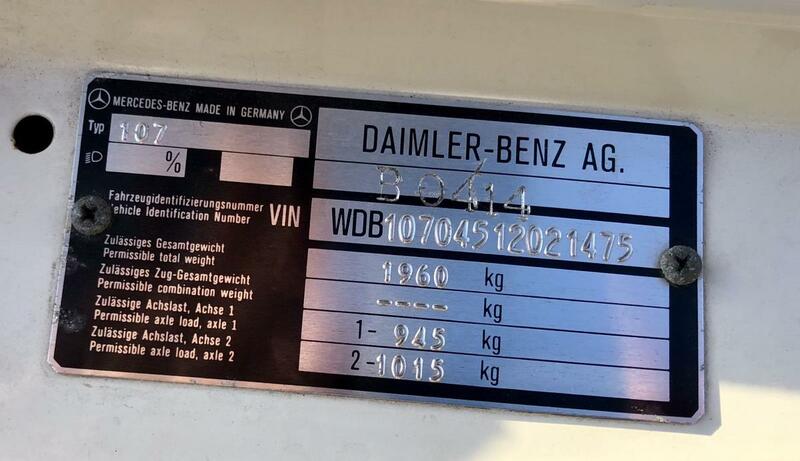 MERCEDES-BENZ MADE IN GERMANY
Typ 107
%
DAIMLER-BENZ AG.
B 0/414
Fahrzeugidentifizierungsnummer
Vehicle Identification Number VIN WDB10704512021475
Zulässiges Gesamtgewicht
Permissible total weight 1960 kg
Zulässiges Zug-Gesamtgewicht
Permissible combination weight ---- kg
Zulässige Achslast, Achse 1
Permissible axle load, axle 1 1- 945 kg
Zulässige Achslast, Achse 2
Permissible axle load, axle 2 2-1015 kg